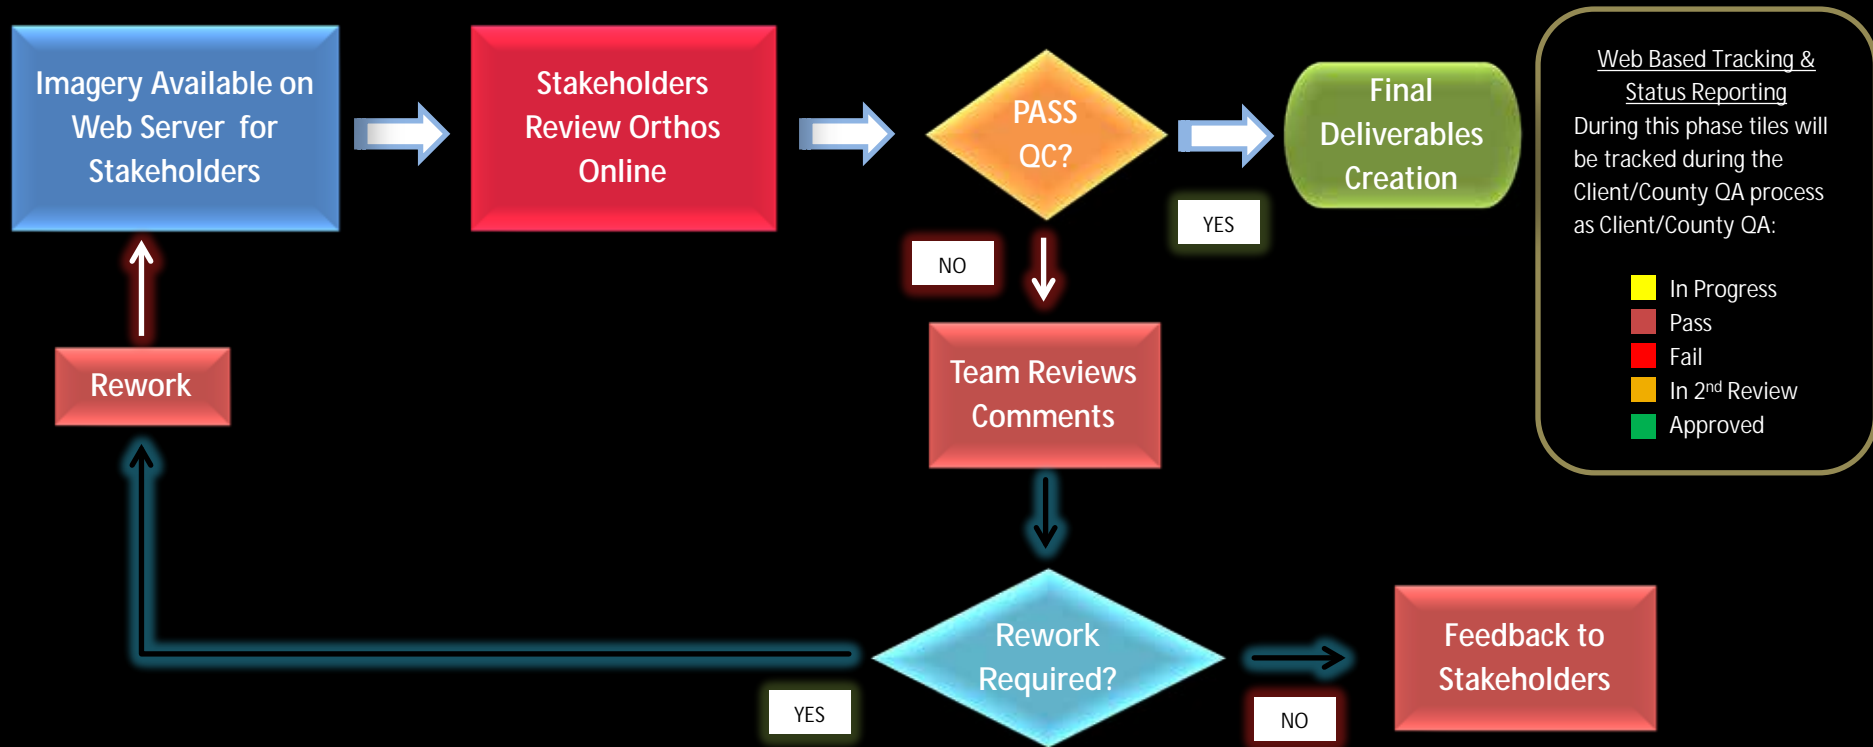 Imagery Available on
Web Server for
Stakeholders
Stakeholders
Review Orthos
Online
PASS
QC?
Final
Deliverables
Creation
YES
NO
Web Based Tracking &
Status Reporting
During this phase tiles will
be tracked during the
Client/County QA process
as Client/County QA:
In Progress
Pass
Fail
In 2nd Review
Approved
Rework
Team Reviews
Comments
Rework
Required?
YES
NO
Feedback to
Stakeholders